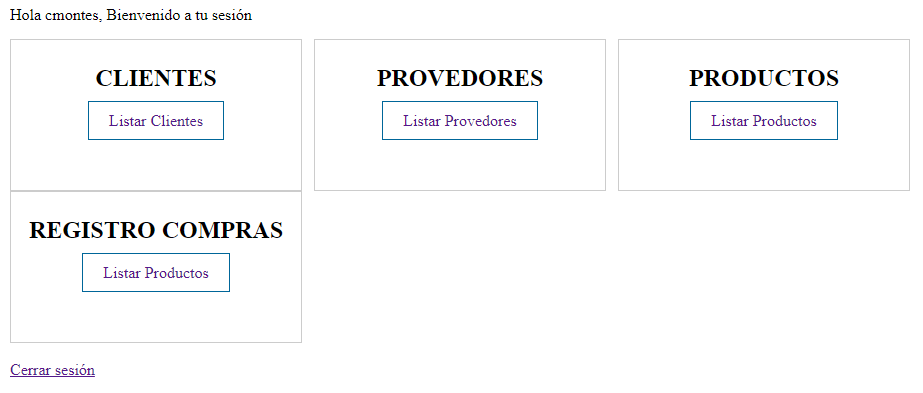 Hola cmontes, Bienvenido a tu sesión
CLIENTES
Listar Clientes
PROVEDORES
Listar Provedores
PRODUCTOS
Listar Productos
REGISTRO COMPRAS
Listar Productos
Cerrar sesión